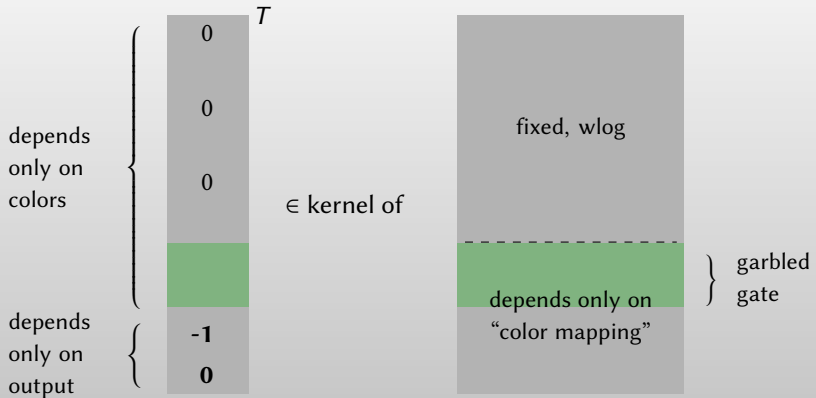 T
depends
only on
colors
0
0
0
∈ kernel of
fixed, wlog
depends only on
“color mapping”
garbled
gate
depends
only on
output
-1
0